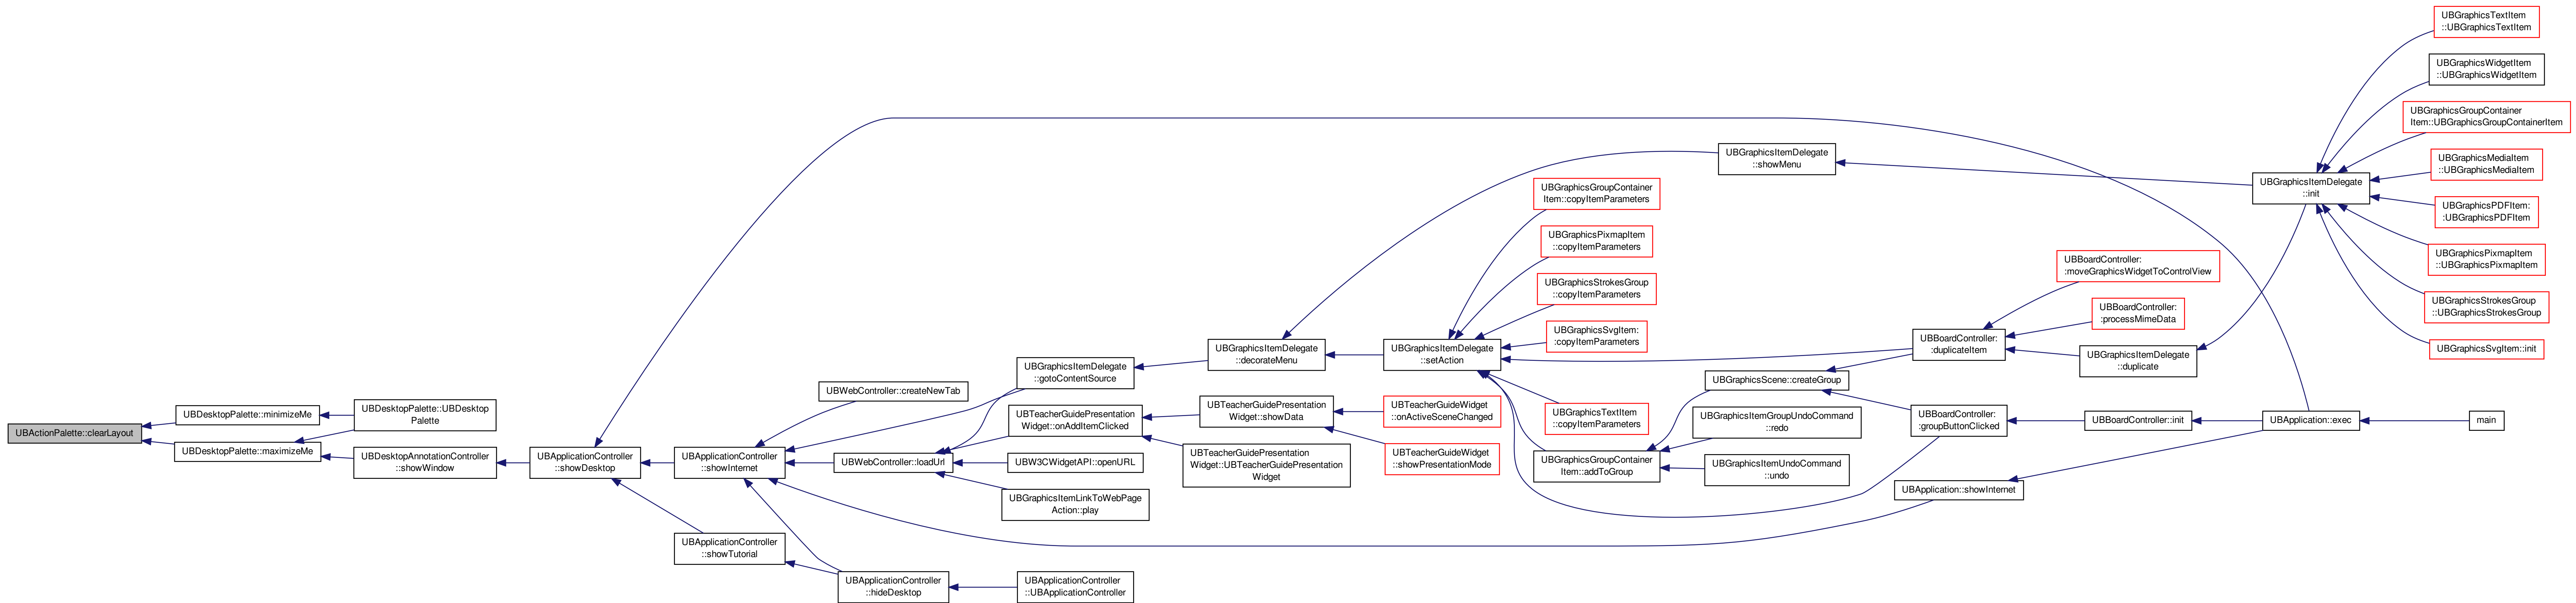 UBActionPalette::clearLayout
UBDesktopPalette::minimizeMe
UBDesktopPalette::maximizeMe
UBDesktopPalette::UBDesktop
Palette
UBDesktopAnnotationController
::showWindow
UBApplicationController
::showDesktop
UBApplicationController
::showInternet
UBApplicationController
::showTutorial
UBWebController::createNewTab
UBWebController::loadUrl
UBApplicationController
::hideDesktop
UBGraphicsItemDelegate
::gotoContentSource
UBTeacherGuidePresentation
Widget::onAddItemClicked
UBW3CWidgetAPI::openURL
UBGraphicsItemLinkToWebPage
Action::play
UBApplicationController
::UBApplicationController
UBGraphicsItemDelegate
::decorateMenu
UBTeacherGuidePresentation
Widget::showData
UBTeacherGuidePresentation
Widget::UBTeacherGuidePresentation
Widget
UBGraphicsItemDelegate
::setAction
UBTeacherGuideWidget
::onActiveSceneChanged
UBTeacherGuideWidget
::showPresentationMode
UBGraphicsGroupContainer
Item::copyItemParameters
UBGraphicsPixmapItem
::copyItemParameters
UBGraphicsStrokesGroup
::copyItemParameters
UBGraphicsSvgItem:
:copyItemParameters
UBGraphicsTextItem
::copyItemParameters
UBGraphicsGroupContainer
Item::addToGroup
UBGraphicsItemDelegate
::showMenu
UBGraphicsScene::createGroup
UBGraphicsItemGroupUndoCommand
::redo
UBGraphicsItemUndoCommand
::undo
UBBoardController:
:duplicateItem
UBBoardController:
:groupButtonClicked
UBApplication::showInternet
UBBoardController:
:moveGraphicsWidgetToControlView
UBBoardController:
:processMimeData
UBGraphicsItemDelegate
::duplicate
UBBoardController::init
UBGraphicsItemDelegate
::init
UBApplication::exec
UBGraphicsTextItem
::UBGraphicsTextItem
UBGraphicsWidgetItem
::UBGraphicsWidgetItem
UBGraphicsGroupContainer
Item::UBGraphicsGroupContainerItem
UBGraphicsMediaItem
::UBGraphicsMediaItem
UBGraphicsPDFItem:
:UBGraphicsPDFItem
UBGraphicsPixmapItem
::UBGraphicsPixmapItem
UBGraphicsStrokesGroup
::UBGraphicsStrokesGroup
UBGraphicsSvgItem::init
main